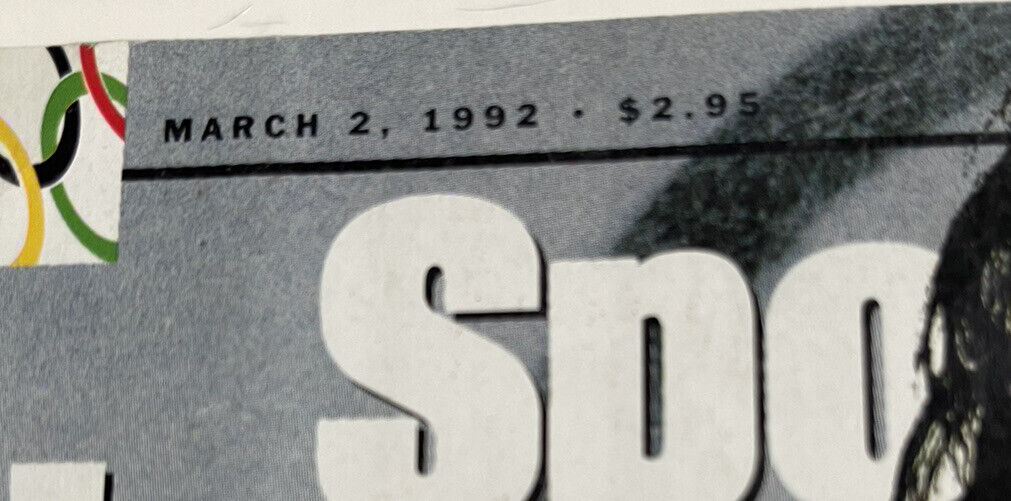 MARCH 2, 1992 · $2.95
Spo